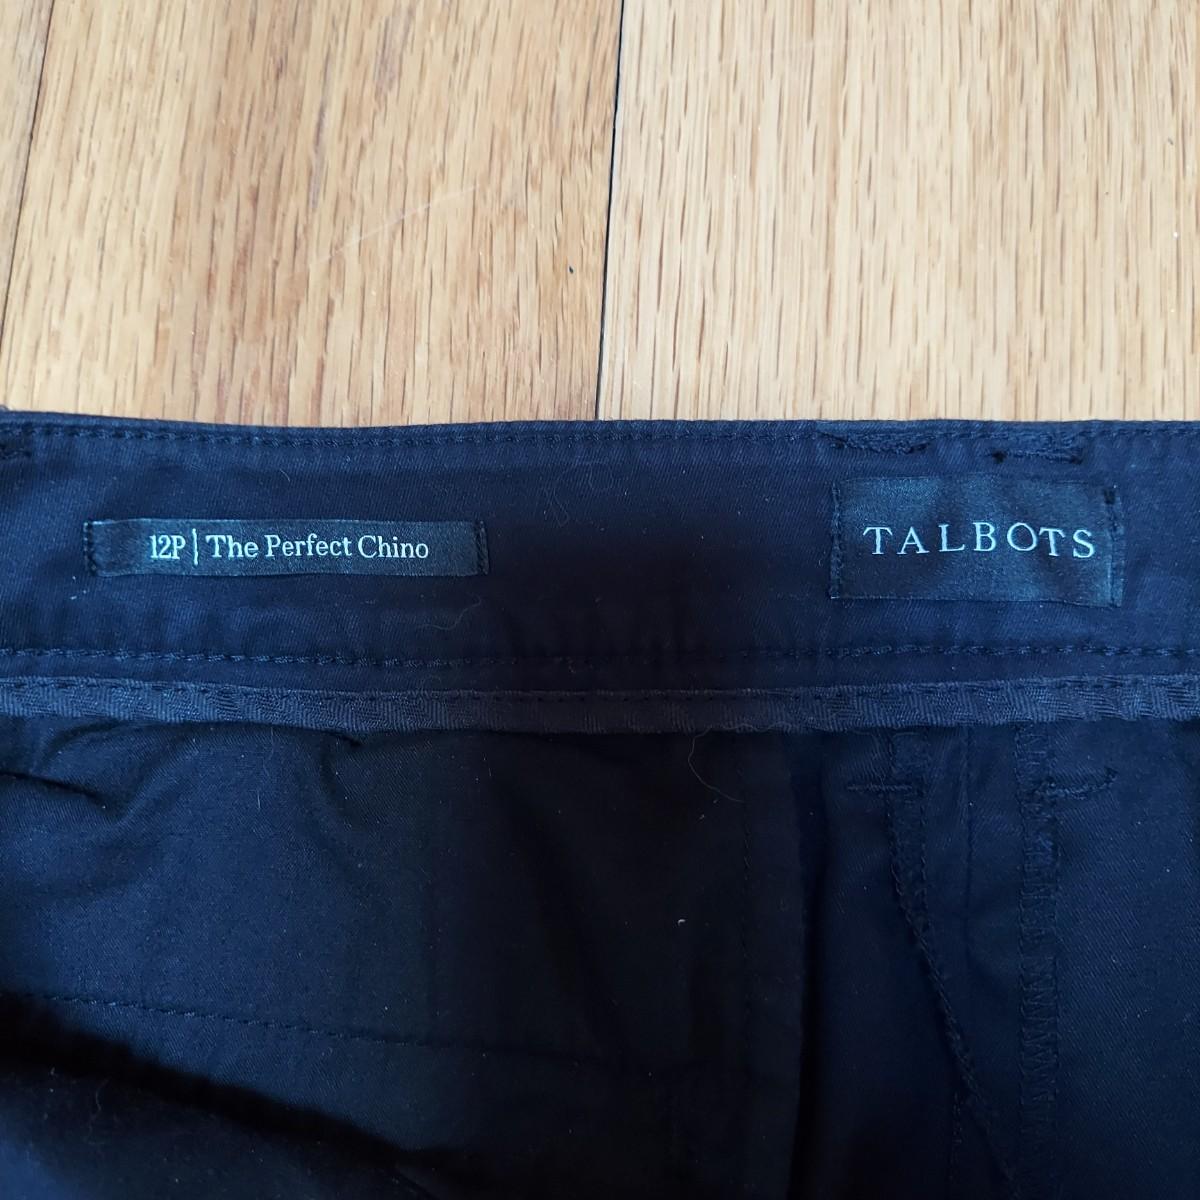 12P | The Perfect Chino
TALBOTS